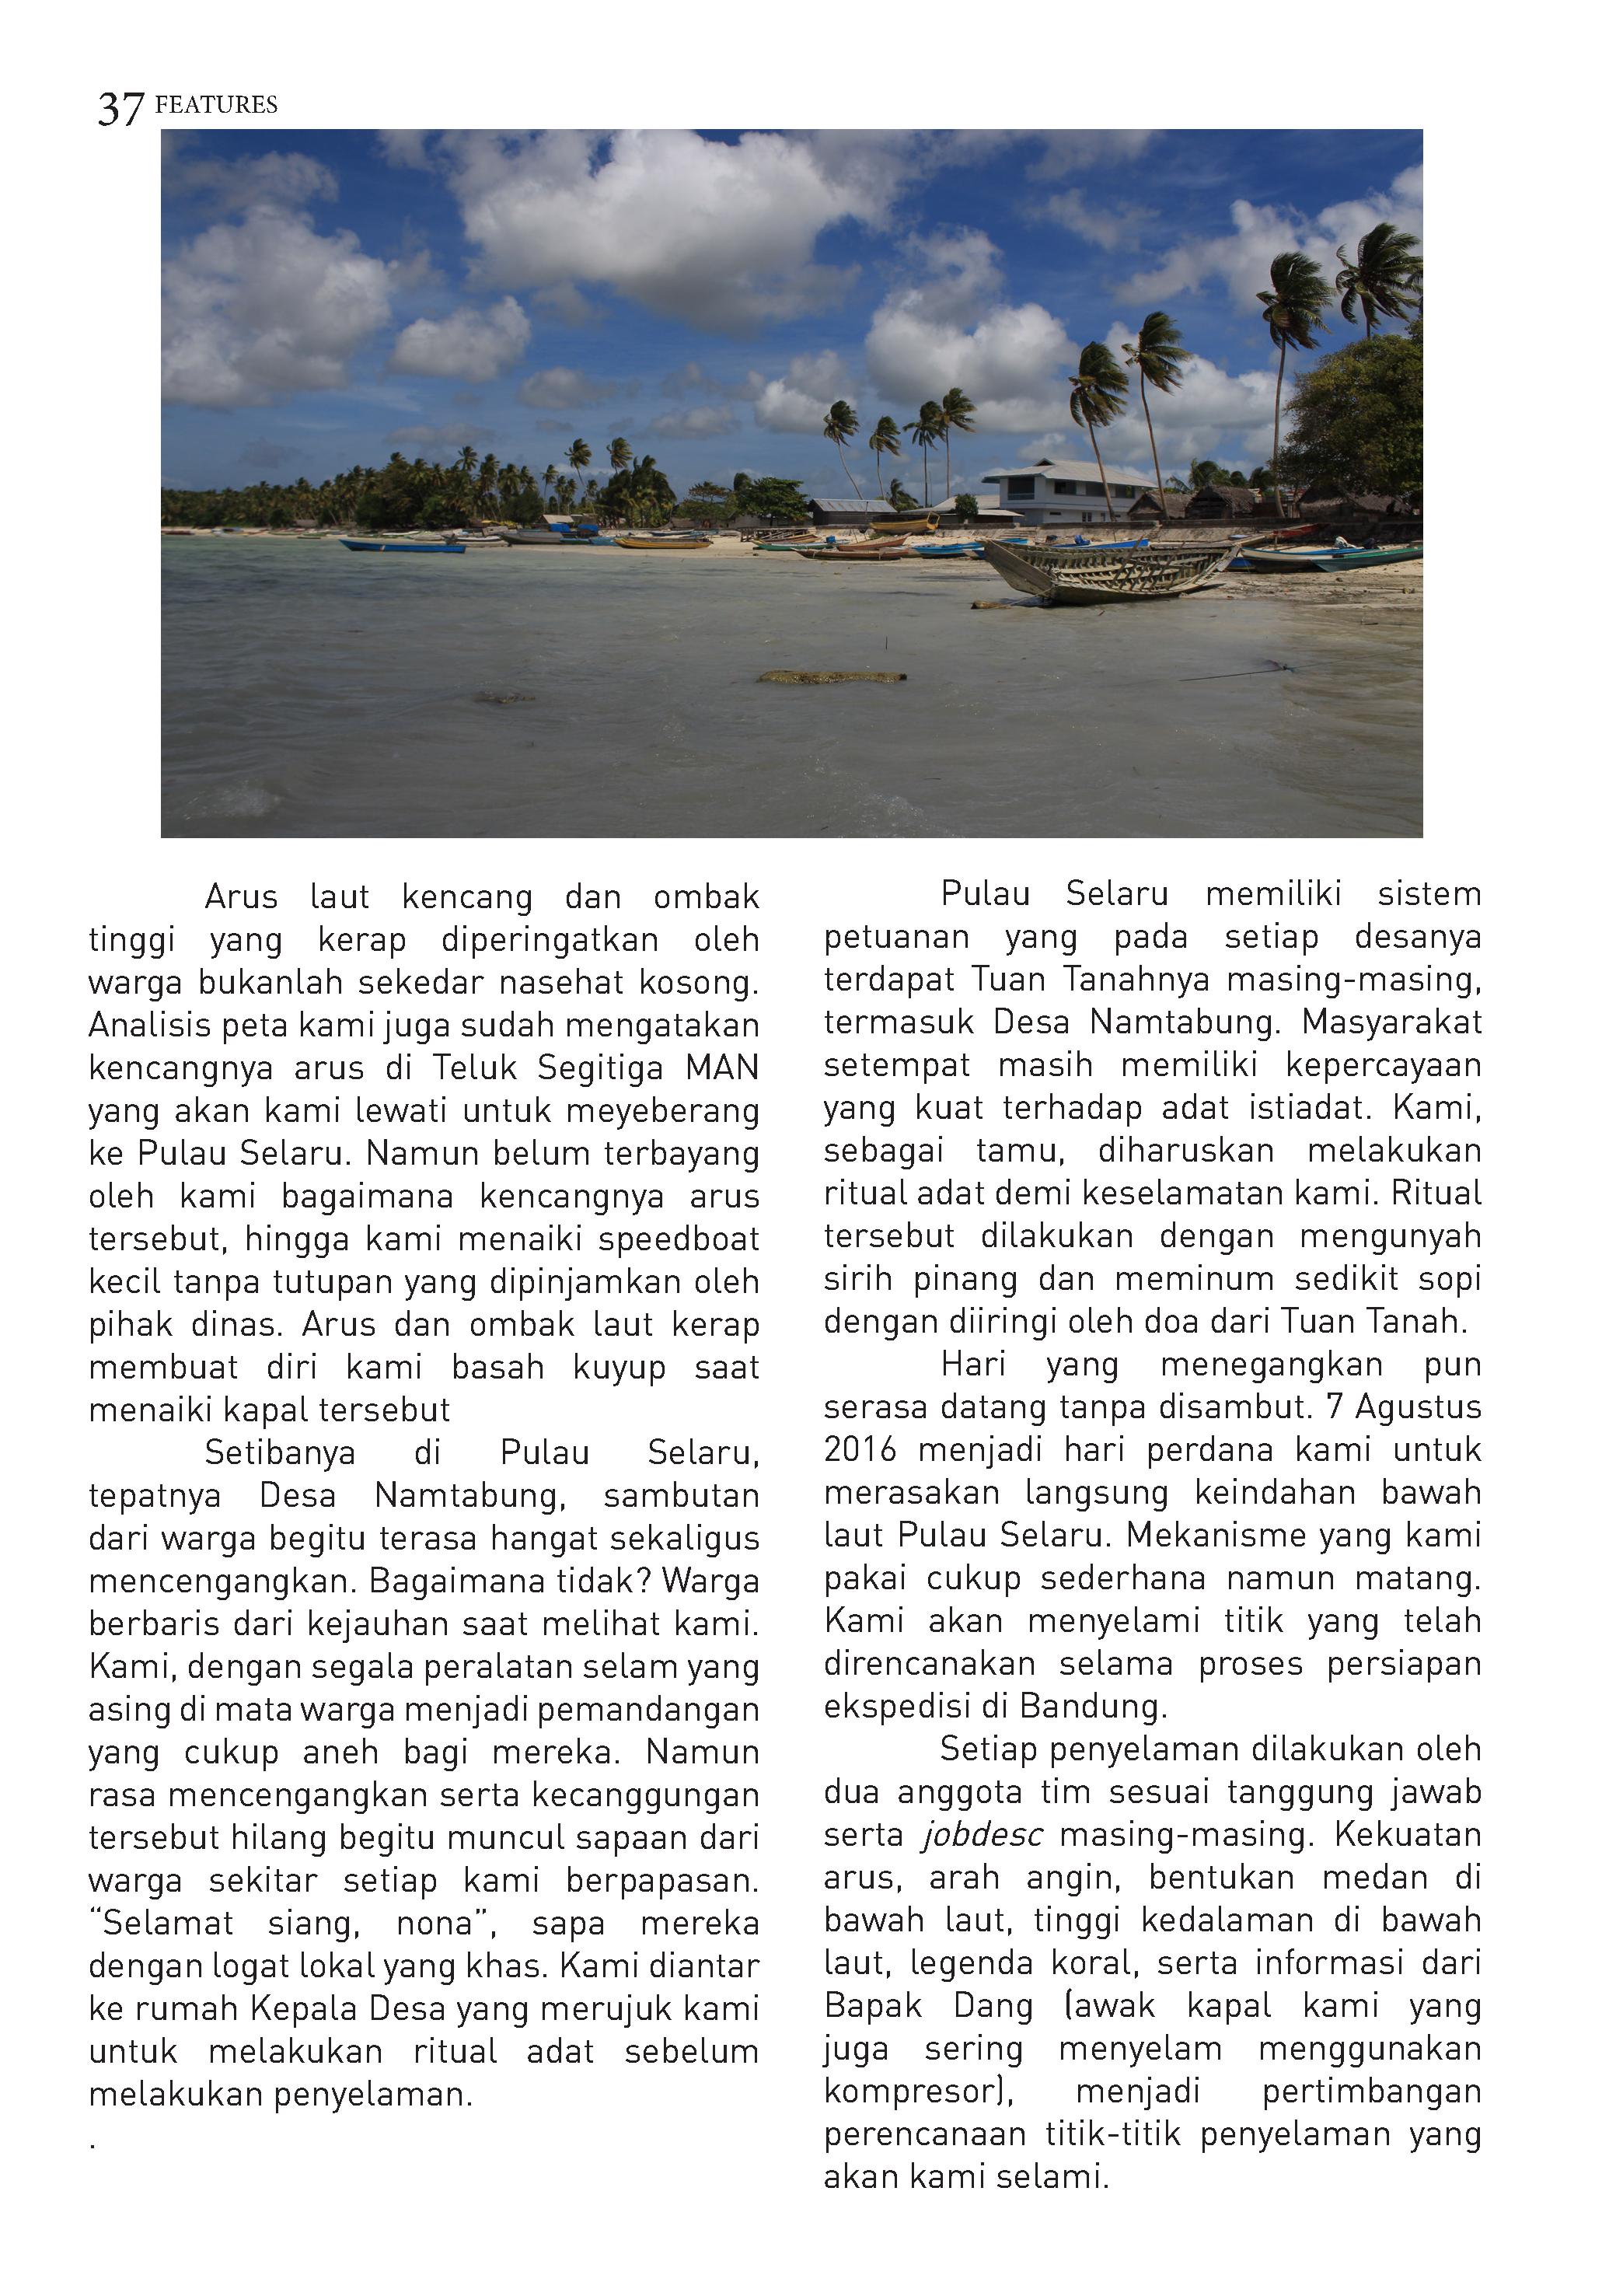 37 FEATURES
Arus laut kencang dan ombak
tinggi yang kerap diperingatkan oleh
warga bukanlah sekedar nasehat kosong.
Analisis peta kami juga sudah mengatakan
kencangnya arus di Teluk Segitiga MAN
yang akan kami lewati untuk meyeberang
ke Pulau Selaru. Namun belum terbayang
oleh kami bagaimana kencangnya arus
tersebut, hingga kami menaiki speedboat
kecil tanpa tutupan yang dipinjamkan oleh
pihak dinas. Arus dan ombak laut kerap
membuat diri kami basah kuyup saat
menaiki kapal tersebut
Setibanya di Pulau Selaru,
tepatnya Desa Namtabung, sambutan
dari warga begitu terasa hangat sekaligus
mencengangkan. Bagaimana tidak? Warga
berbaris dari kejauhan saat melihat kami.
Kami, dengan segala peralatan selam yang
asing di mata warga menjadi pemandangan
yang cukup aneh bagi mereka. Namun
rasa mencengangkan serta kecanggungan
tersebut hilang begitu muncul sapaan dari
warga sekitar setiap kami berpapasan.
“Selamat siang, nona”, sapa mereka
dengan logat lokal yang khas. Kami diantar
ke rumah Kepala Desa yang merujuk kami
untuk melakukan ritual adat sebelum
melakukan penyelaman.
.
Pulau Selaru memiliki sistem
petuanan yang pada setiap desanya
terdapat Tuan Tanahnya masing-masing,
termasuk Desa Namtabung. Masyarakat
setempat masih memiliki kepercayaan
yang kuat terhadap adat istiadat. Kami,
sebagai tamu, diharuskan melakukan
ritual adat demi keselamatan kami. Ritual
tersebut dilakukan dengan mengunyah
sirih pinang dan meminum sedikit sopi
dengan diiringi oleh doa dari Tuan Tanah.
Hari yang menegangkan pun
serasa datang tanpa disambut. 7 Agustus
2016 menjadi hari perdana kami untuk
merasakan langsung keindahan bawah
laut Pulau Selaru. Mekanisme yang kami
pakai cukup sederhana namun matang.
Kami akan menyelami titik yang telah
direncanakan selama proses persiapan
ekspedisi di Bandung.
Setiap penyelaman dilakukan oleh
dua anggota tim sesuai tanggung jawab
serta jobdesc masing-masing. Kekuatan
arus, arah angin, bentukan medan di
bawah laut, tinggi kedalaman di bawah
laut, legenda koral, serta informasi dari
Bapak Dang (awak kapal kami yang
juga sering menyelam menggunakan
kompresor), menjadi pertimbangan
perencanaan titik-titik penyelaman yang
akan kami selami.